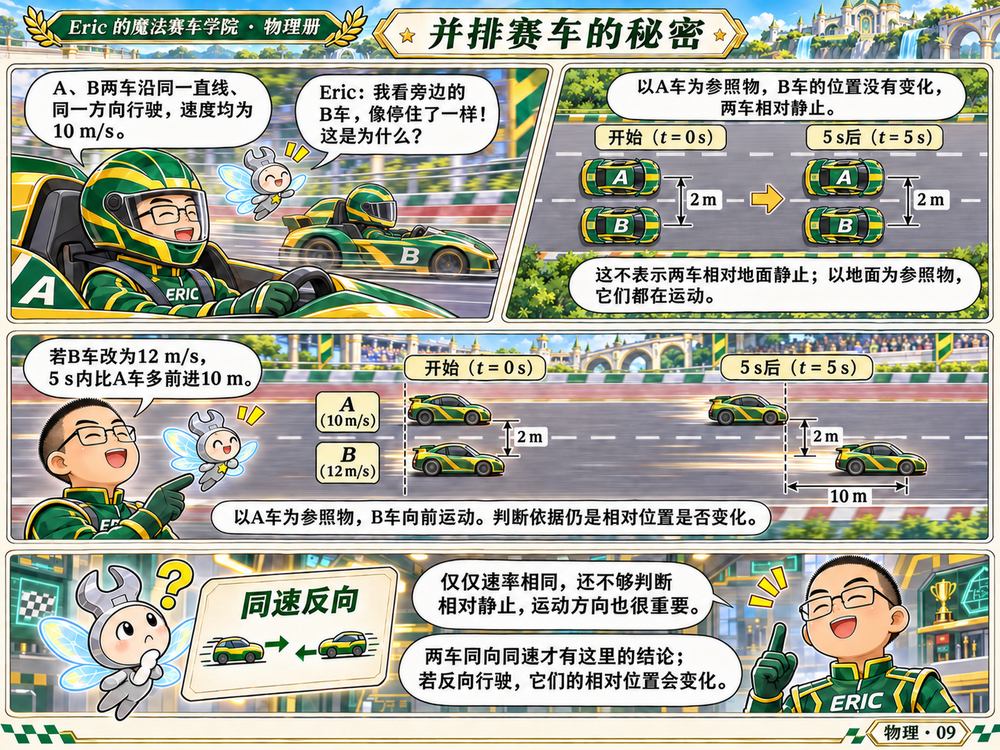 Eric 的魔法赛车学院·物理册
并排赛车的秘密
A、B两车沿同一直线、
同一方向行驶，速度均为
10 m/s。
Eric：我看旁边的
B车，像停住了一样！
这是为什么？
A
ERIC
B
以A车为参照物，B车的位置没有变化，
两车相对静止。
开始（t = 0 s）
5 s后（t = 5 s）
A
B
2 m
A
B
2 m
这不表示两车相对地面静止；以地面为参照物，
它们都在运动。
若B车改为12 m/s，
5 s内比A车多前进10 m。
开始（t = 0 s）
5 s后（t = 5 s）
A
(10 m/s)
B
(12 m/s)
2 m
2 m
10 m
ER
以A车为参照物，B车向前运动。判断依据仍是相对位置是否变化。
?
同速反向
仅仅速率相同，还不够判断
相对静止，运动方向也很重要。
两车同向同速才有这里的结论；
若反向行驶，它们的相对位置会变化。
ERIC
物理·09